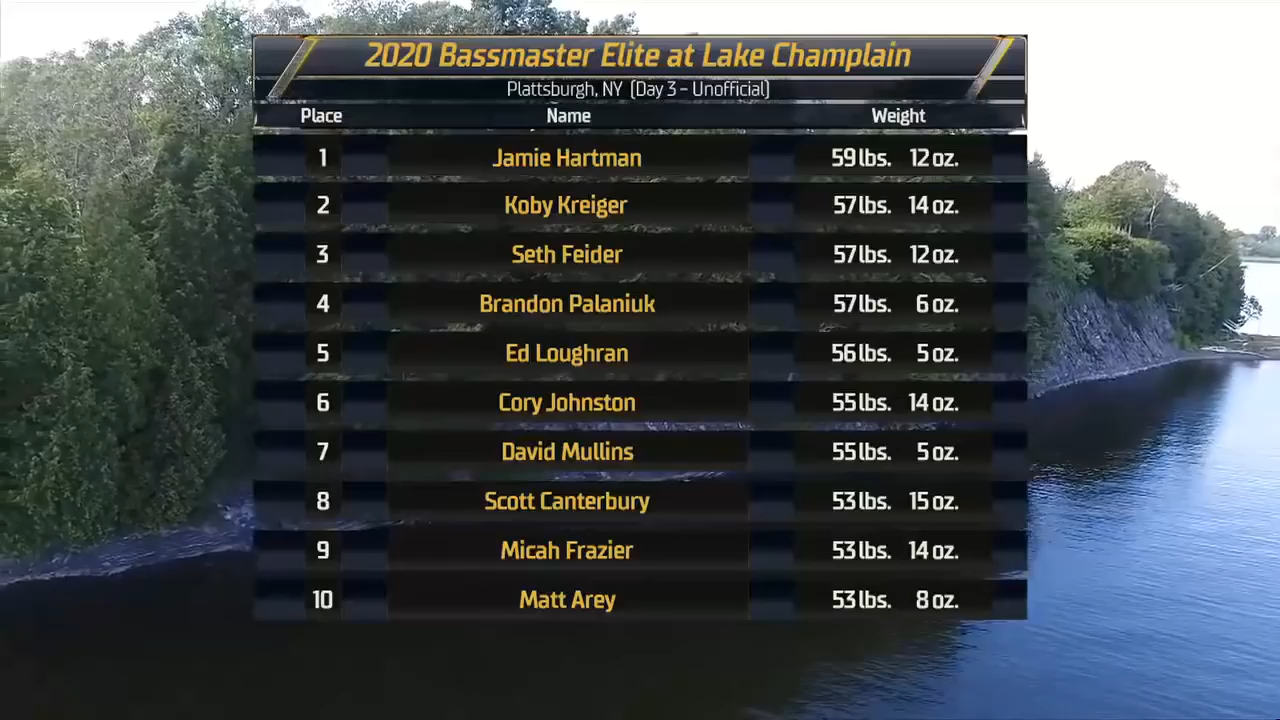 2020 Bassmaster Elite at Lake Champlain
Plattsburgh, NY (Day 3 - Unofficial)
Place Name Weight
1 Jamie Hartman 59 lbs. 12 oz.
2 Koby Kreiger 57 lbs. 14 oz.
3 Seth Feider 57 lbs. 12 oz.
4 Brandon Palaniuk 57 lbs. 6 oz.
5 Ed Loughran 56 lbs. 5 oz.
6 Cory Johnston 55 lbs. 14 oz.
7 David Mullins 55 lbs. 5 oz.
8 Scott Canterbury 53 lbs. 15 oz.
9 Micah Frazier 53 lbs. 14 oz.
10 Matt Arey 53 lbs. 8 oz.